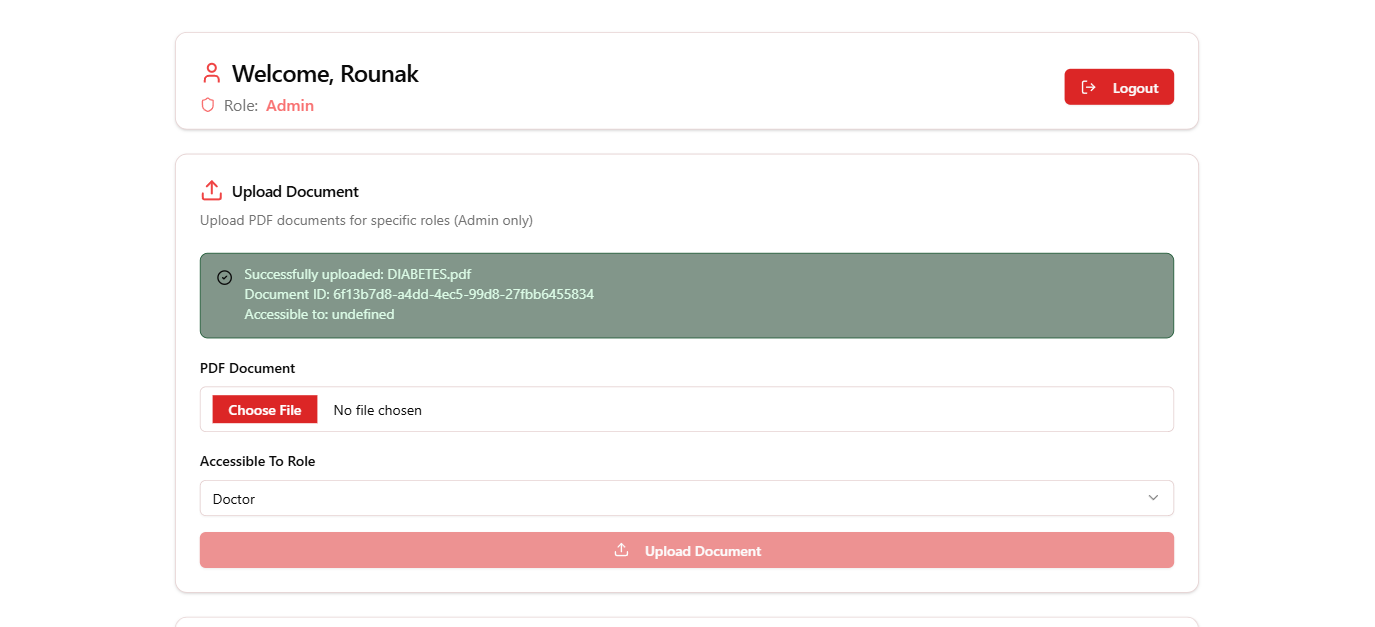 Welcome, Rounak
Logout
Role: Admin
Upload Document
Upload PDF documents for specific roles (Admin only)
Successfully uploaded: DIABETES.pdf
Document ID: 6f13b7d8-a4dd-4ec5-99d8-27fbb6455834
Accessible to: undefined
PDF Document
Choose File No file chosen
Accessible To Role
Doctor
Upload Document